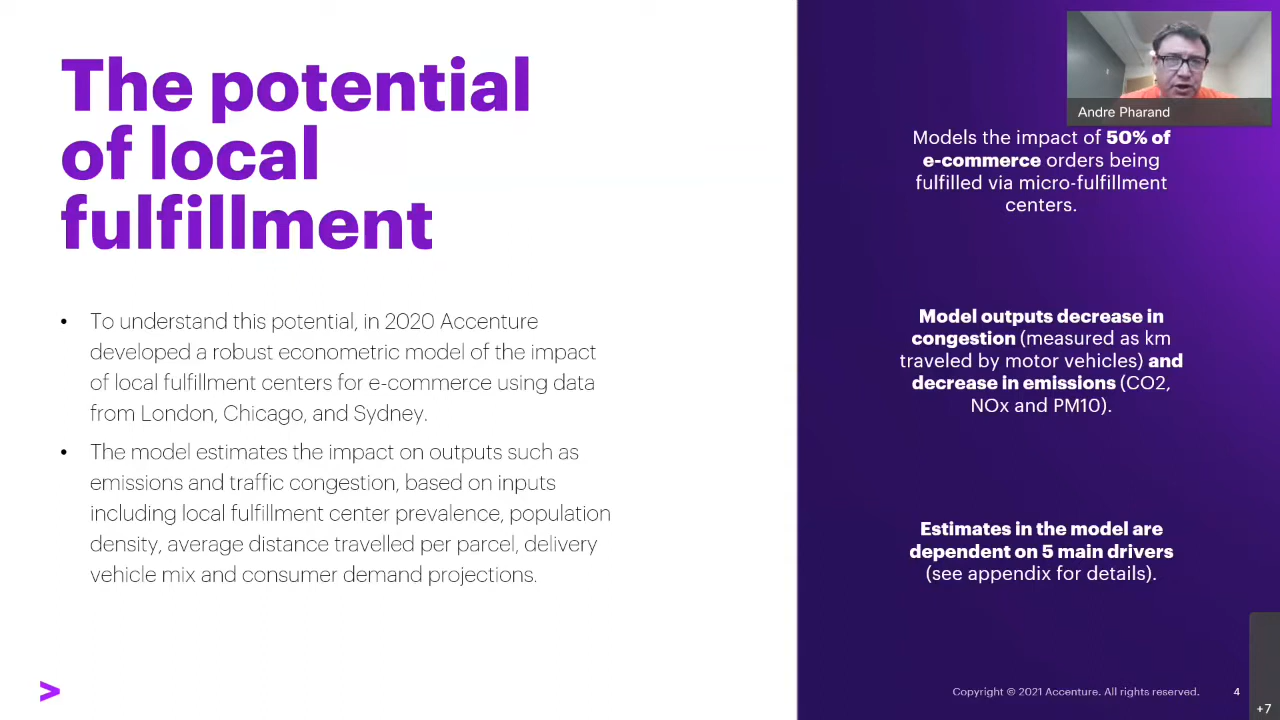 The potential
of local
fulfillment
• To understand this potential, in 2020 Accenture
developed a robust econometric model of the impact
of local fulfillment centers for e-commerce using data
from London, Chicago, and Sydney.
• The model estimates the impact on outputs such as
emissions and traffic congestion, based on inputs
including local fulfillment center prevalence, population
density, average distance travelled per parcel, delivery
vehicle mix and consumer demand projections.
>
Andre Pharand
Models the impact of 50% of
e-commerce orders being
fulfilled via micro-fulfillment
centers.
Model outputs decrease in
congestion (measured as km
traveled by motor vehicles) and
decrease in emissions (CO2,
NOx and PM10).
Estimates in the model are
dependent on 5 main drivers
(see appendix for details).
Copyright © 2021 Accenture. All rights reserved. 4
+7